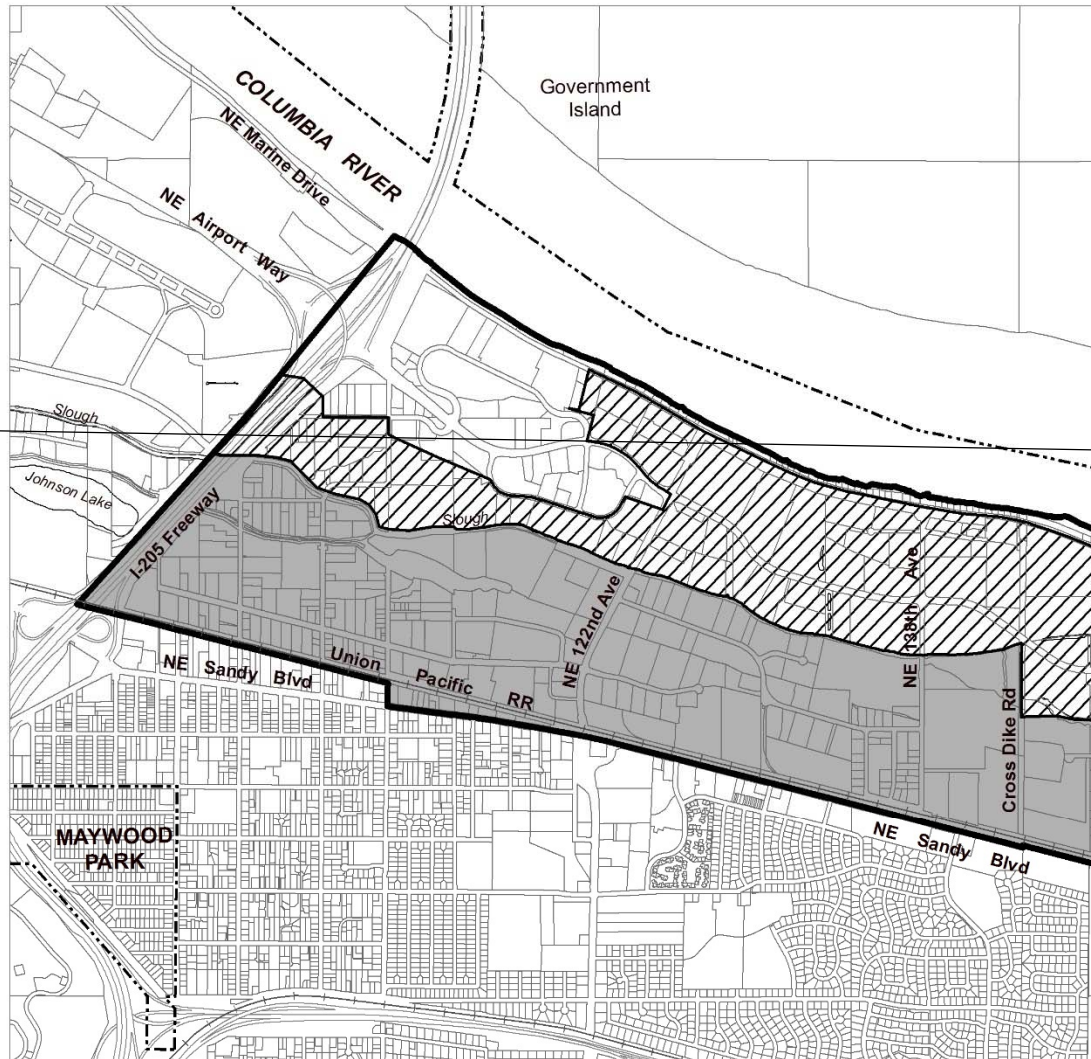 Government
Island
COLUMBIA RIVER
NE Marine Drive
NE Airport Way
Slough
Johnson Lake
I-205 Freeway
Slough
NE 122nd Ave
NE 138th Ave
Cross Dike Rd
NE Sandy Blvd
Union Pacific RR
NE Sandy Blvd
MAYWOOD
PARK